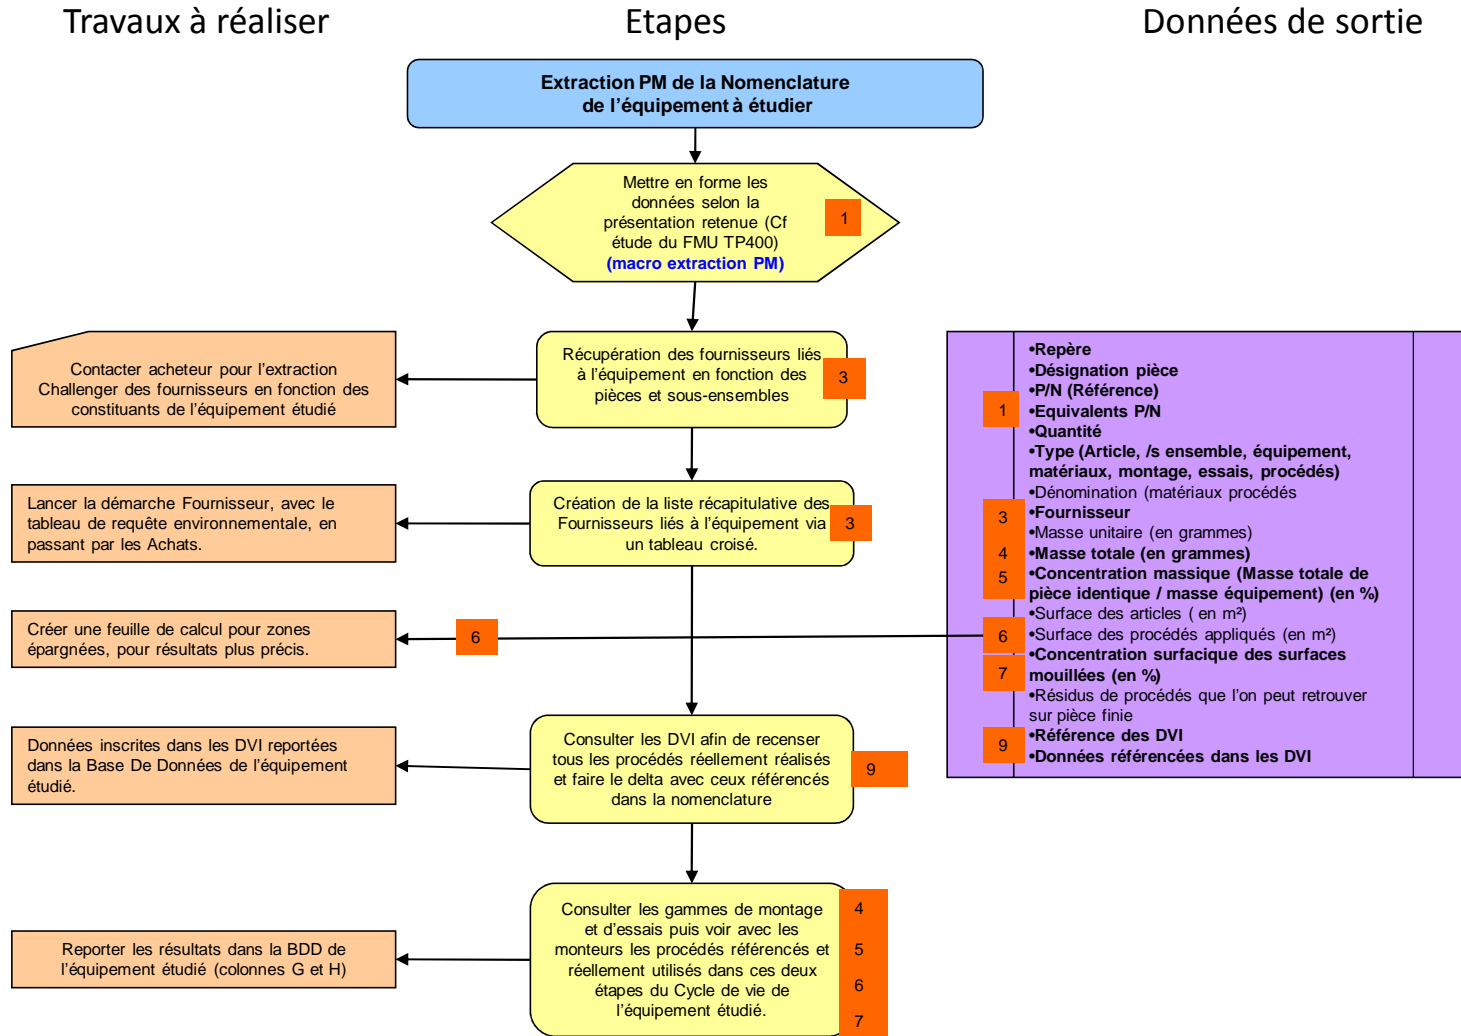 Travaux à réaliser
Etapes
Données de sortie
Extraction PM de la Nomenclature
de l'équipement à étudier
Mettre en forme les
données selon la
présentation retenue (Cf
étude du FMU TP400)
(macro extraction PM)
1
Contacter acheteur pour l'extraction
Challenger des fournisseurs en fonction des
constituants de l'équipement étudié
Récupération des fournisseurs liés
à l'équipement en fonction des
pièces et sous-ensembles
3
Lancer la démarche Fournisseur, avec le
tableau de requête environnementale, en
passant par les Achats.
Création de la liste récapitulative des
Fournisseurs liés à l'équipement via
un tableau croisé.
3
Créer une feuille de calcul pour zones
épargnées, pour résultats plus précis.
6
Données inscrites dans les DVI reportées
dans la Base De Données de l'équipement
étudié.
Consulter les DVI afin de recenser
tous les procédés réellement réalisés
et faire le delta avec ceux référencés
dans la nomenclature
9
Reporter les résultats dans la BDD de
l'équipement étudié (colonnes G et H)
Consulter les gammes de montage
et d'essais puis voir avec les
monteurs les procédés référencés et
réellement utilisés dans ces deux
étapes du Cycle de vie de
l'équipement étudié.
4
5
6
7
•Repère
•Désignation pièce
•P/N (Référence)
1
•Equivalents P/N
•Quantité
•Type (Article, /s ensemble, équipement,
matériaux, montage, essais, procédés)
•Dénomination (matériaux procédés
3
•Fournisseur
•Masse unitaire (en grammes)
4
•Masse totale (en grammes)
5
•Concentration massique (Masse totale de
pièce identique / masse équipement) (en %)
•Surface des articles ( en m²)
6
•Surface des procédés appliqués (en m²)
7
•Concentration surfacique des surfaces
mouillées (en %)
•Résidus de procédés que l'on peut retrouver
sur pièce finie
9
•Référence des DVI
•Données référencées dans les DVI